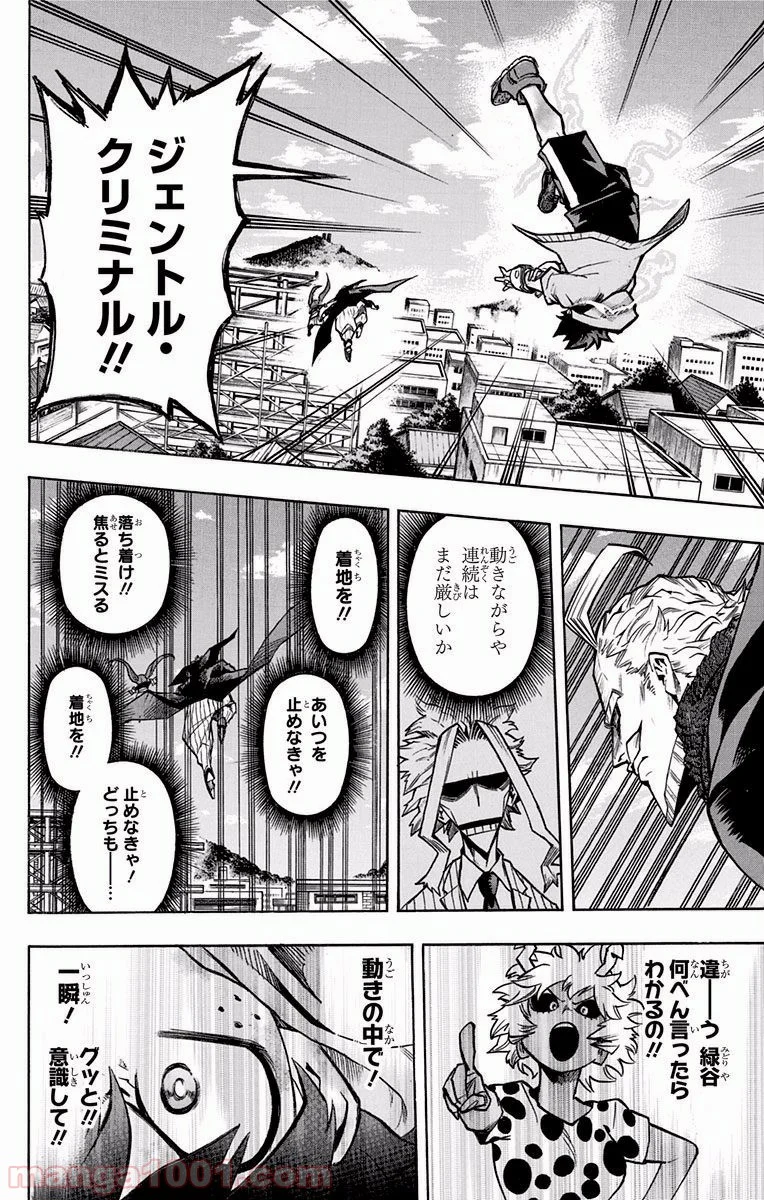 ジェントル・
クリミナル!!
動きながらや
連続は
まだ厳しいか
着地を!!
あいつを
止めなきゃ!!
落ち着け!!
焦るとミスる
着地を!!
止めなきゃ!
どっちも——…
違——う 緑谷
何べん言ったら
わかるの!!
動きの中で!
一瞬!
グッと!!
意識して!!
manga1001.com